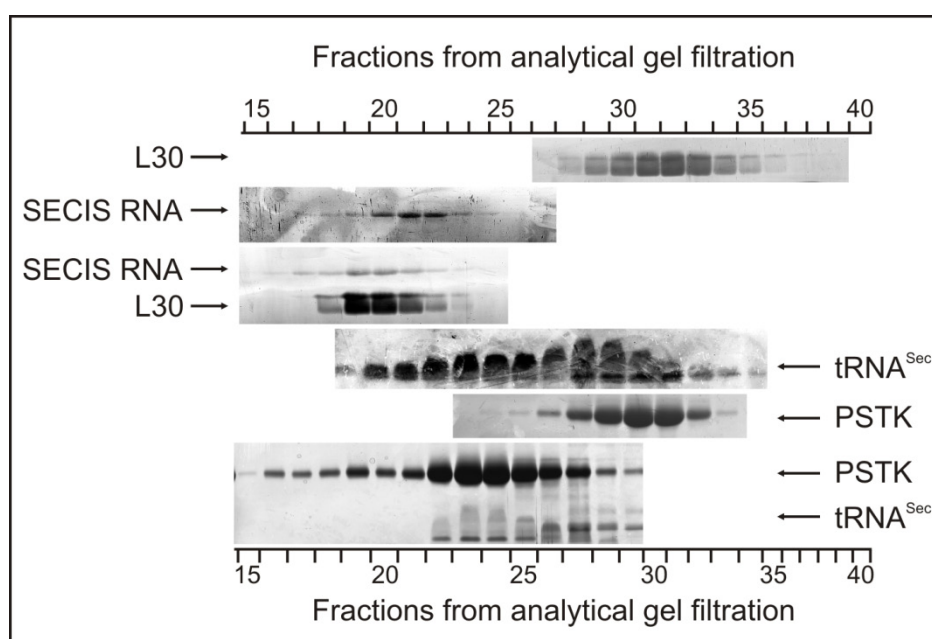 Fractions from analytical gel filtration
15 20 25 30 35 40
L30
SECIS RNA
SECIS RNA
L30
tRNASec
PSTK
PSTK
tRNASec
15 20 25 30 35 40
Fractions from analytical gel filtration